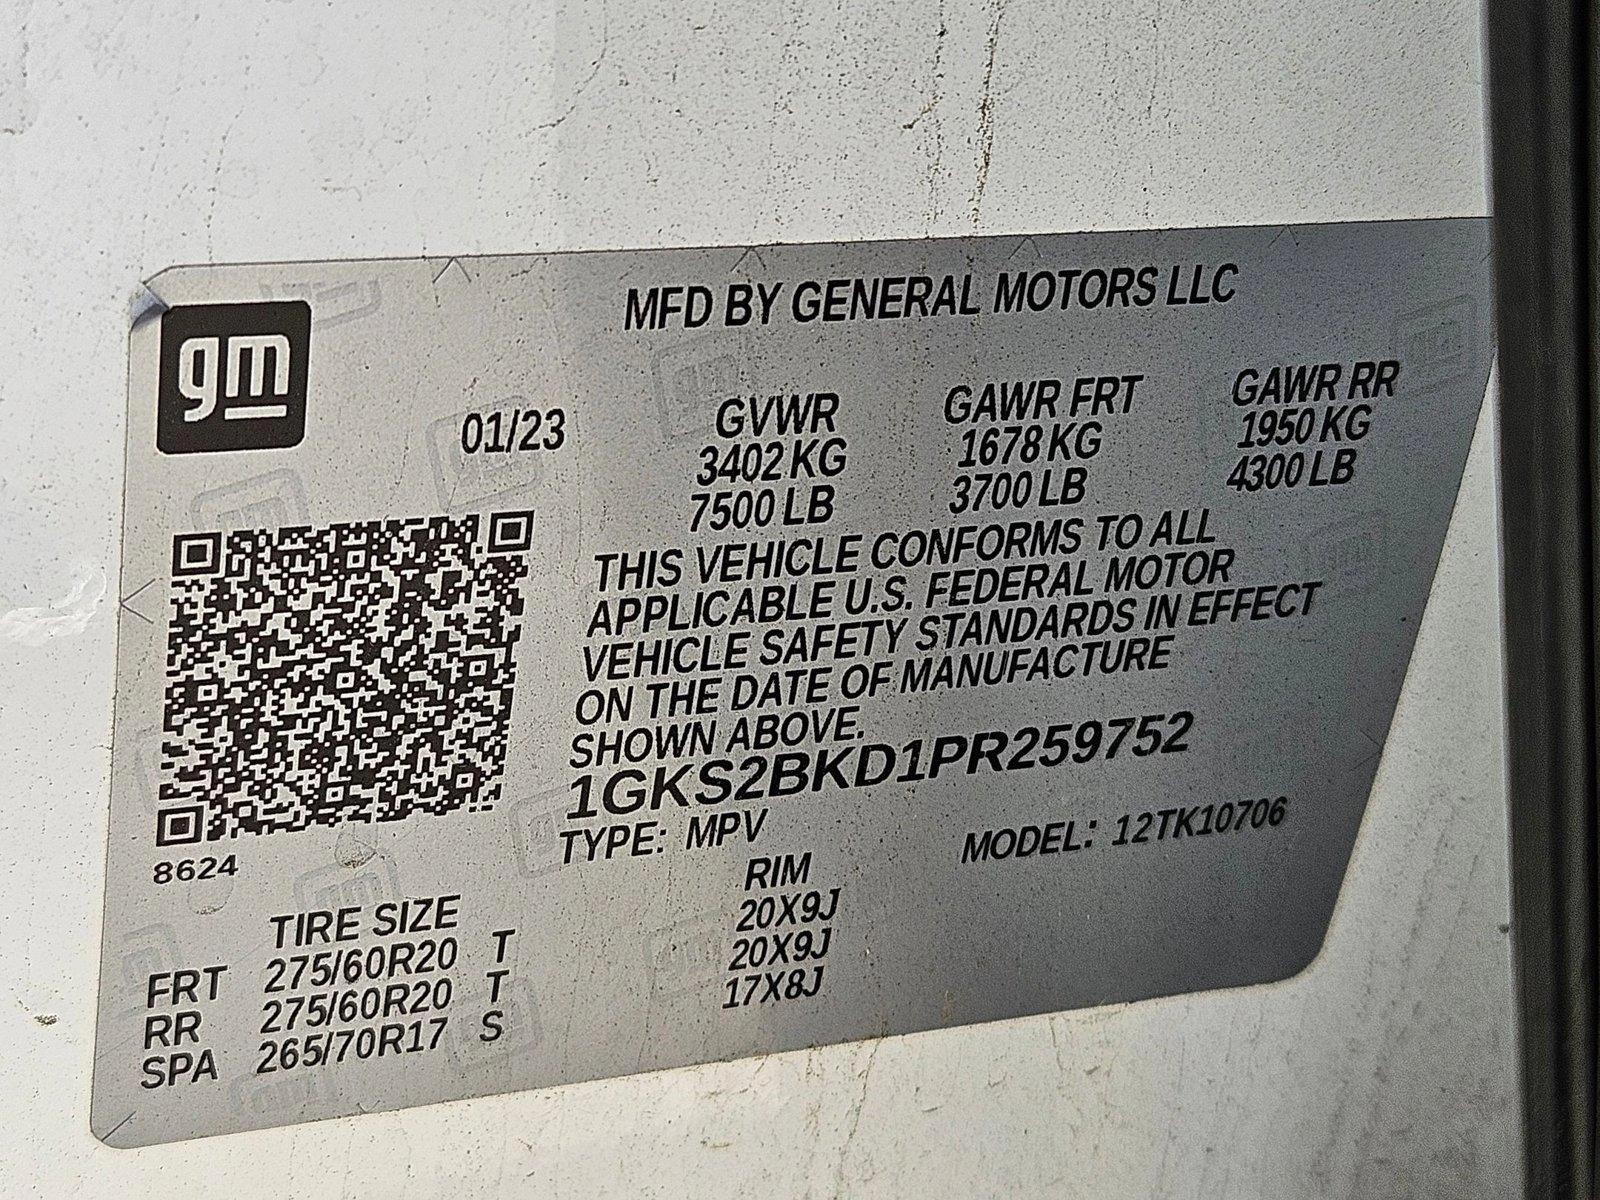 gm
MFD BY GENERAL MOTORS LLC
01/23 GVWR GAWR FRT GAWR RR
3402 KG 1678 KG 1950 KG
7500 LB 3700 LB 4300 LB
THIS VEHICLE CONFORMS TO ALL
APPLICABLE U.S. FEDERAL MOTOR
VEHICLE SAFETY STANDARDS IN EFFECT
ON THE DATE OF MANUFACTURE
SHOWN ABOVE.
1GKS2BKD1PR259752
TYPE: MPV MODEL: 12TK10706
8624
TIRE SIZE RIM
FRT 275/60R20 T 20X9J
RR 275/60R20 T 20X9J
SPA 265/70R17 S 17X8J